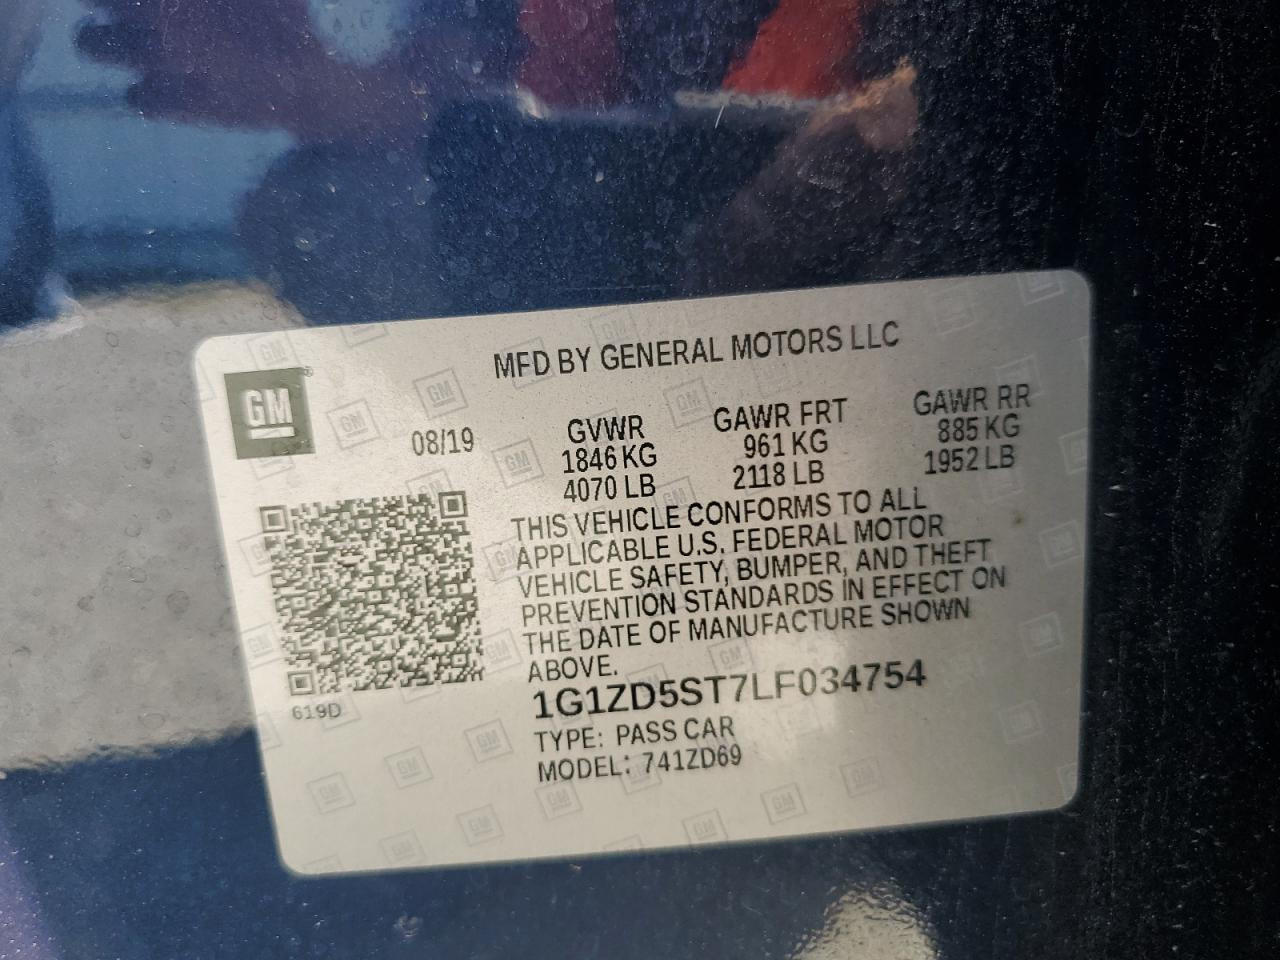 MFD BY GENERAL MOTORS LLC
GM
08/19
GVWR GAWR FRT GAWR RR
1846 KG 961 KG 885 KG
4070 LB 2118 LB 1952 LB
THIS VEHICLE CONFORMS TO ALL
APPLICABLE U.S. FEDERAL MOTOR
VEHICLE SAFETY, BUMPER, AND THEFT
PREVENTION STANDARDS IN EFFECT ON
THE DATE OF MANUFACTURE SHOWN
ABOVE.
1G1ZD5ST7LF034754
619D
TYPE: PASS CAR
MODEL: 741ZD69